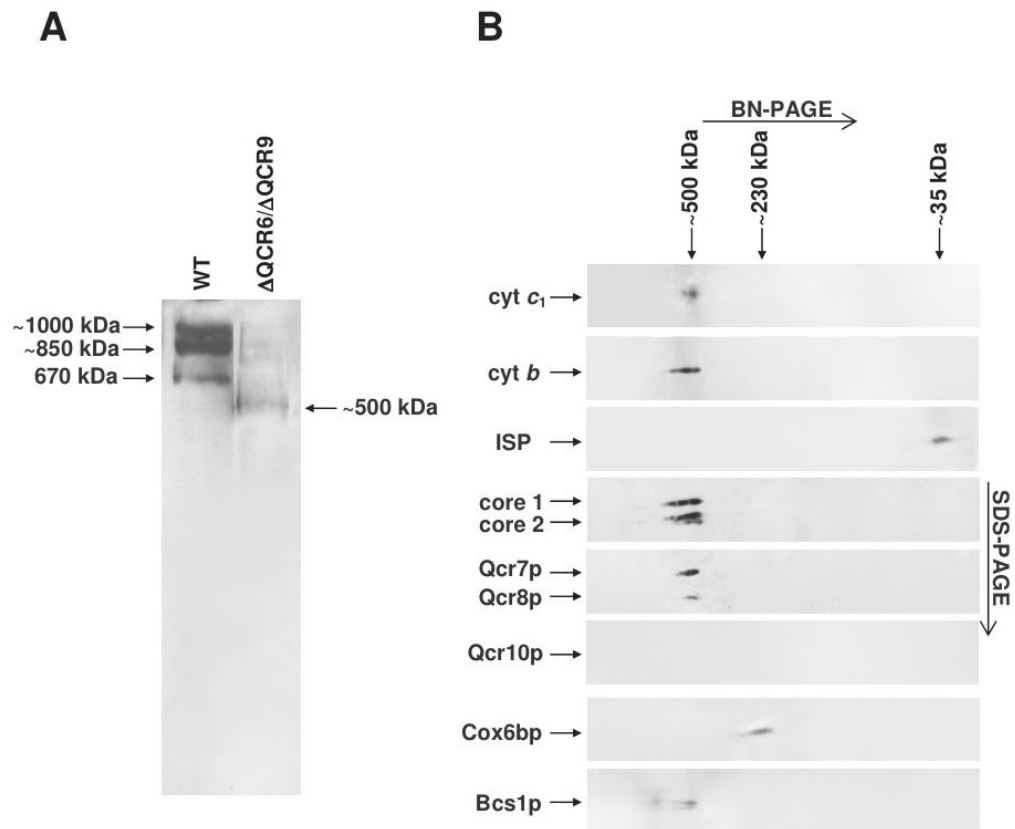 A
B
BN-PAGE
~500 kDa
~230 kDa
~35 kDa
WT
ΔQCR6/ΔQCR9
~1000 kDa
~850 kDa
670 kDa
~500 kDa
cyt c1
cyt b
ISP
core 1
core 2
Qcr7p
Qcr8p
Qcr10p
Cox6bp
Bcs1p
SDS-PAGE